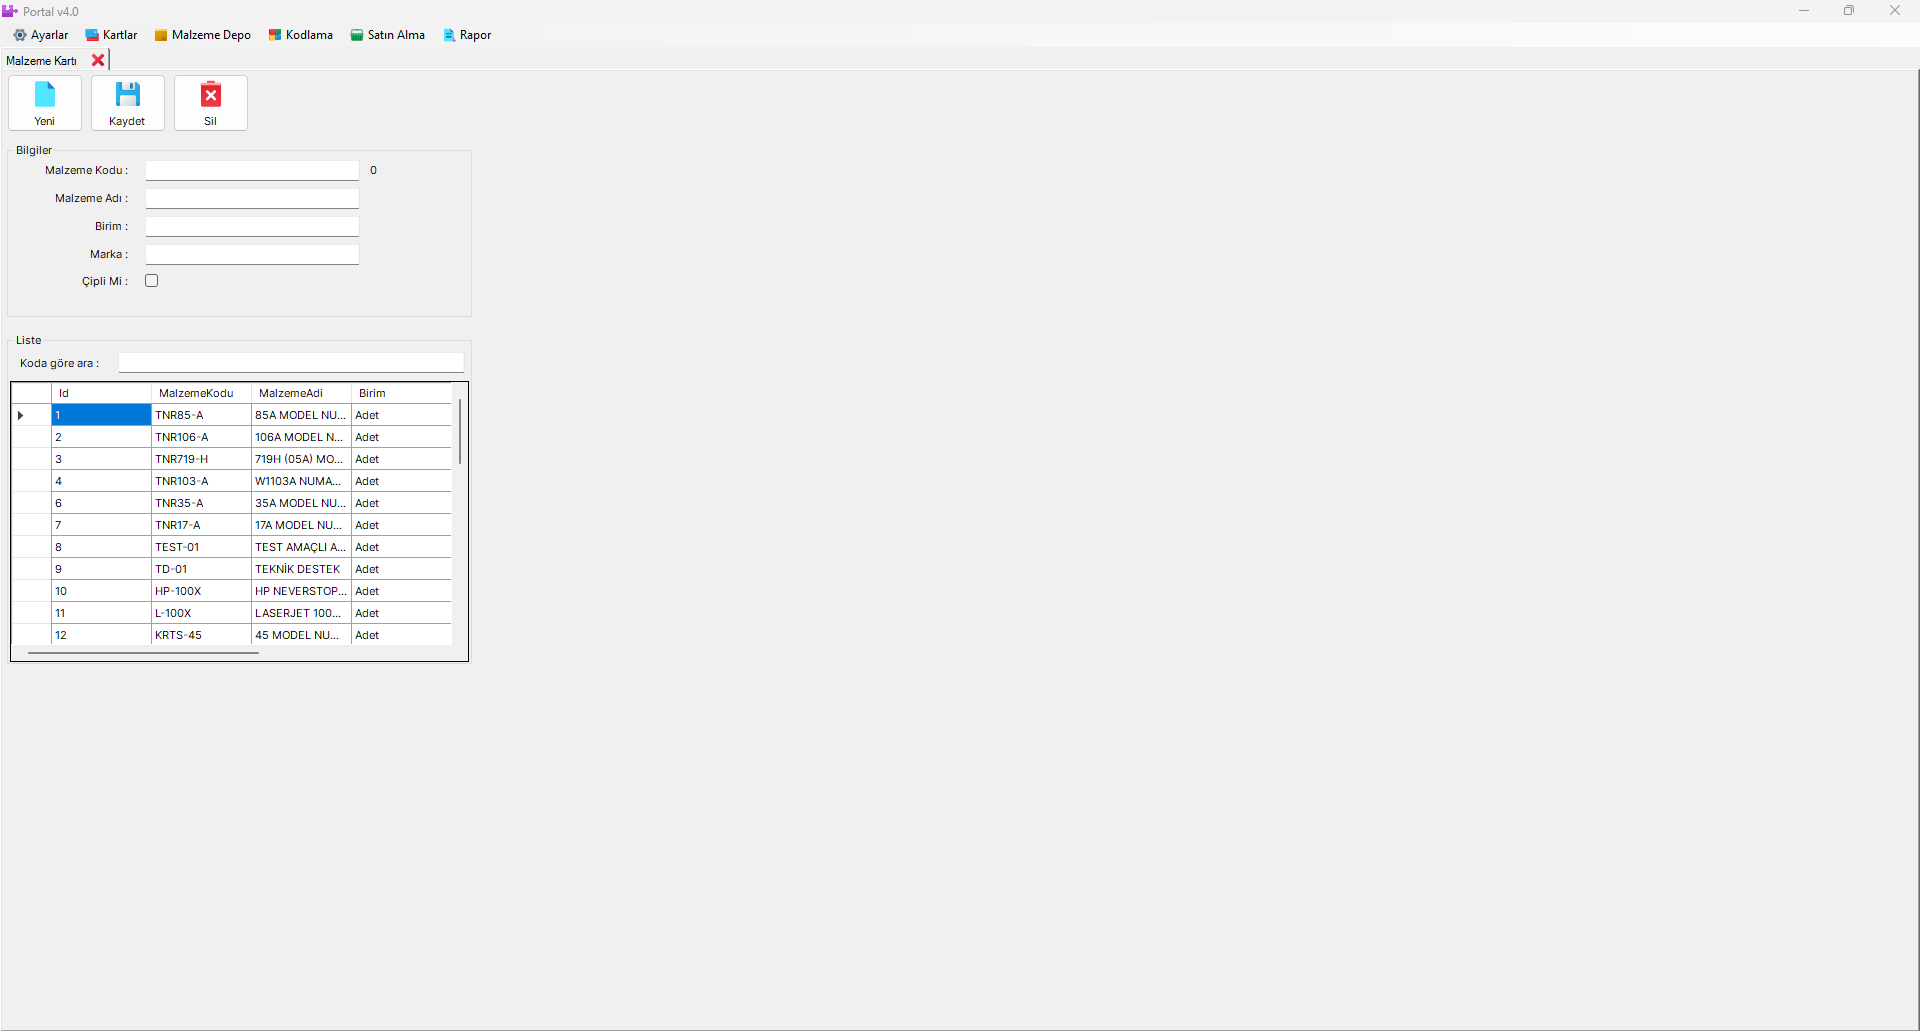 Portal v4.0
Ayarlar Kartlar Malzeme Depo Kodlama Satın Alma Rapor
Malzeme Kartı
Yeni Kaydet Sil
Bilgiler
Malzeme Kodu : 0
Malzeme Adı :
Birim :
Marka :
Çipli Mi :
Liste
Koda göre ara :
Id MalzemeKodu MalzemeAdi Birim
1 TNR85-A 85A MODEL NU... Adet
2 TNR106-A 106A MODEL N... Adet
3 TNR719-H 719H (05A) MO... Adet
4 TNR103-A W1103A NUMA... Adet
6 TNR35-A 35A MODEL NU... Adet
7 TNR17-A 17A MODEL NU... Adet
8 TEST-01 TEST AMAÇLI A... Adet
9 TD-01 TEKNİK DESTEK Adet
10 HP-100X HP NEVERSTOP... Adet
11 L-100X LASERJET 100... Adet
12 KRTS-45 45 MODEL NU... Adet